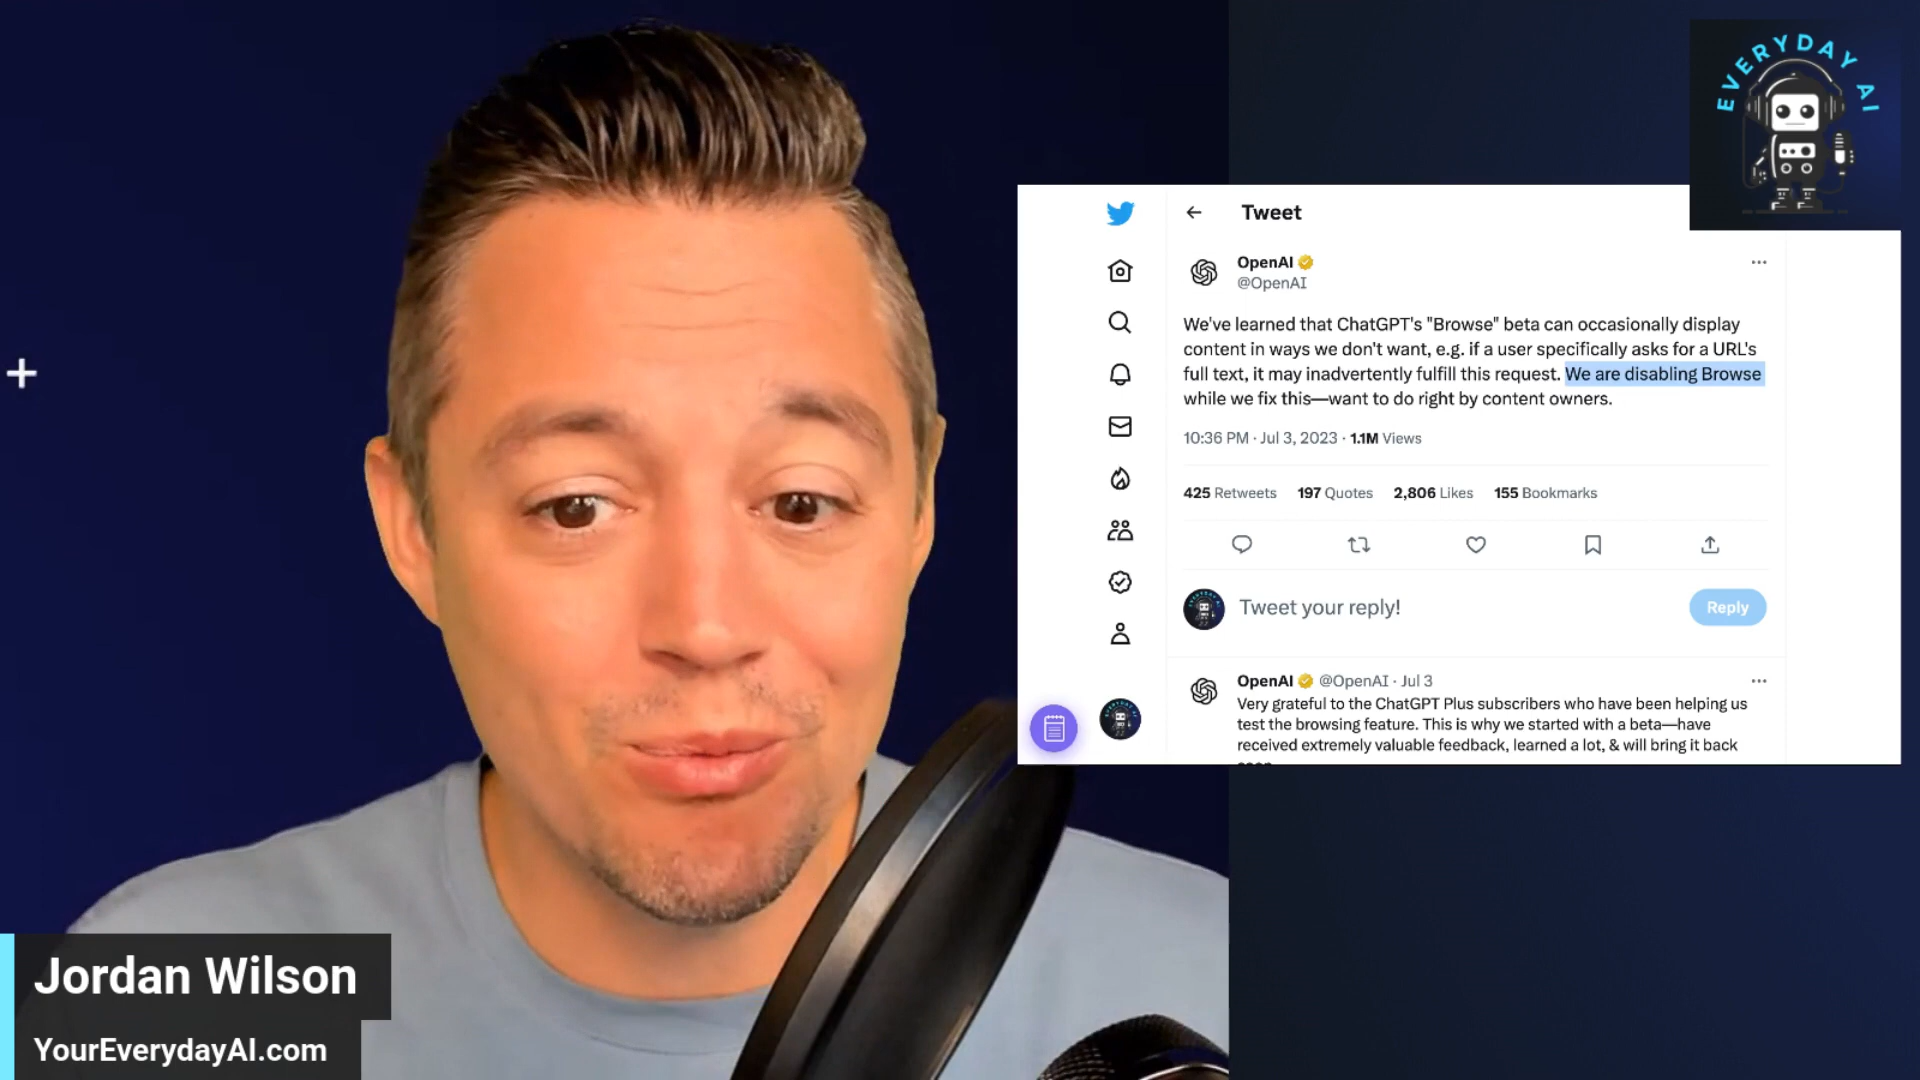 EVERYDAY AI
Tweet
OpenAI
@OpenAI
We've learned that ChatGPT's "Browse" beta can occasionally display
content in ways we don't want, e.g. if a user specifically asks for a URL's
full text, it may inadvertently fulfill this request. We are disabling Browse
while we fix this—want to do right by content owners.
10:36 PM · Jul 3, 2023 · 1.1M Views
425 Retweets 197 Quotes 2,806 Likes 155 Bookmarks
Tweet your reply!
Reply
OpenAI @OpenAI · Jul 3
Very grateful to the ChatGPT Plus subscribers who have been helping us
test the browsing feature. This is why we started with a beta—have
received extremely valuable feedback, learned a lot, & will bring it back
Jordan Wilson
YourEverydayAI.com